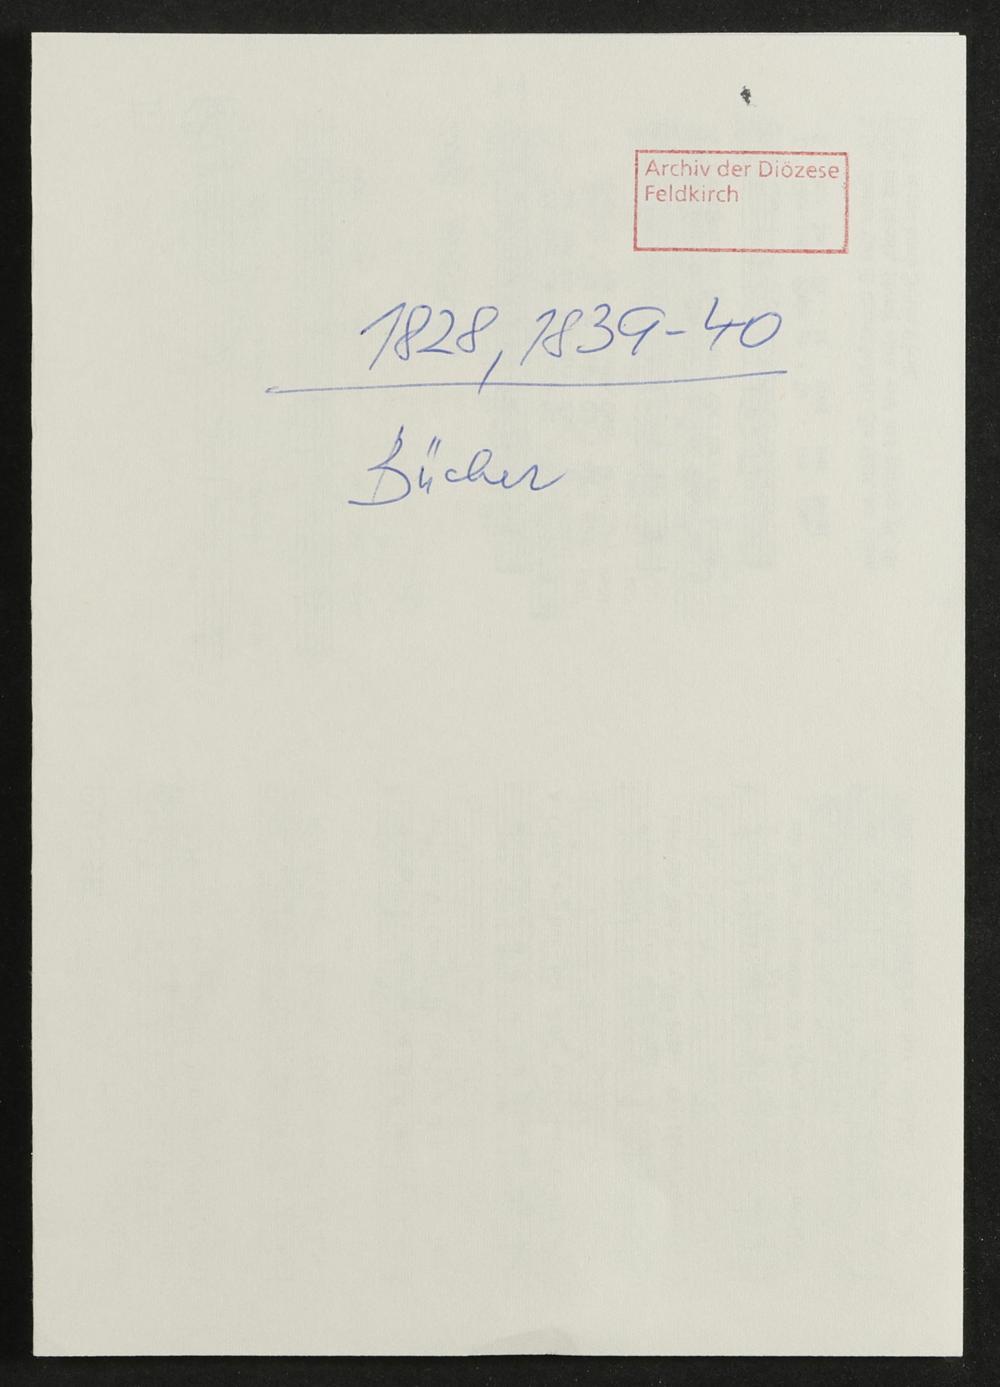 Archiv der Diözese
Feldkirch
1828, 1839-40
Bücher